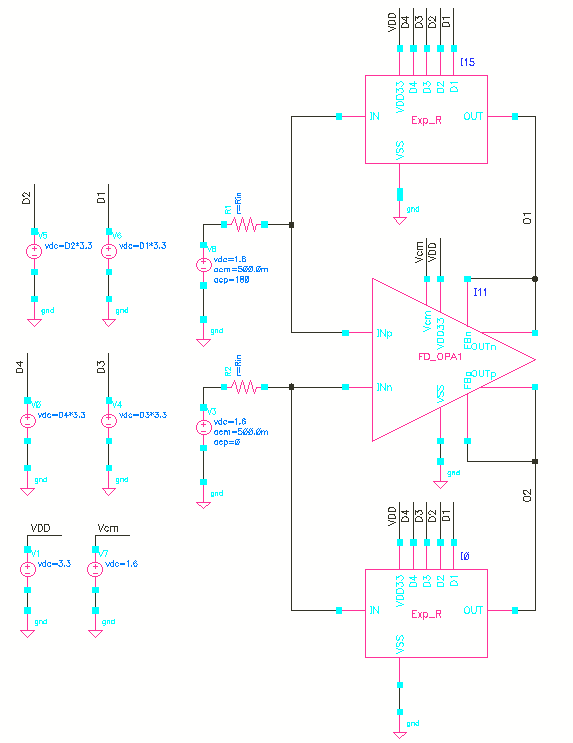 VDD
D4
D3
D2
D1
I15
VDD33
D4
D3
D2
D1
IN
Exp_R
OUT
VSS
gnd
D2
V5
vdc=D2*3.3
gnd
D1
V6
vdc=D1*3.3
gnd
R1
r=Rin
V8
vdc=1.6
acm=500.0m
acp=180
gnd
O1
Vcm
VDD
I11
Vcm
VDD33
FBn
INp
OUTn
FD_OPA1
INn
OUTp
FBp
VSS
gnd
D4
vdc=D4*3.3
gnd
D3
V4
vdc=D3*3.3
gnd
R2
r=Rin
V3
vdc=1.6
acm=500.0m
acp=0
gnd
O2
VDD
V1
vdc=3.3
gnd
Vcm
V7
vdc=1.6
gnd
VDD
D4
D3
D2
D1
I0
VDD33
D4
D3
D2
D1
IN
Exp_R
OUT
VSS
gnd